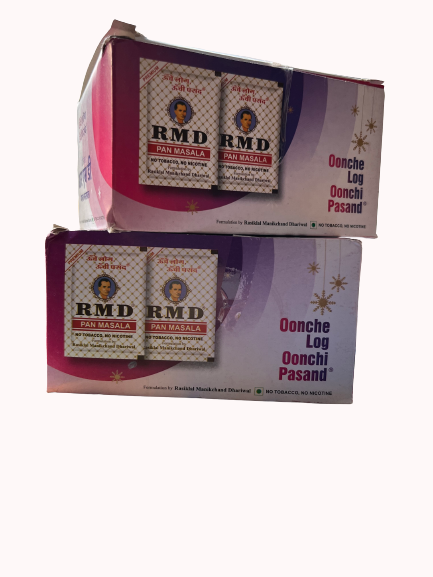 PREMIUM
ऊँचे लोग
ऊँची पसंद
RMD
PAN MASALA
NO TOBACCO, NO NICOTINE
Rasiklal Manikchand Dhariwal
ऊँचे लोग
ऊँची पसंद
RMD
PAN MASALA
NO TOBACCO, NO NICOTINE
Oonche
Log
Oonchi
Pasand®
Formulation by Rasiklal Manikchand Dhariwal
NO TOBACCO, NO NICOTINE
ऊँचे लोग
ऊँची पसंद
RMD
PAN MASALA
NO TOBACCO, NO NICOTINE
Rasiklal Manikchand Dhariwal
ऊँचे लोग
ऊँची पसंद
RMD
PAN MASALA
NO TOBACCO, NO NICOTINE
Manikchand Dhariwal
Oonche
Log
Oonchi
Pasand®
Formulation by Rasiklal Manikchand Dhariwal
NO TOBACCO, NO NICOTINE